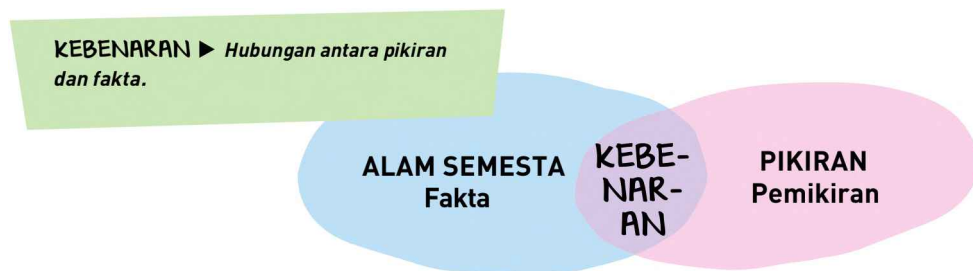 KEBENARAN ▶ Hubungan antara pikiran
dan fakta.
ALAM SEMESTA
Fakta
KEBE-
NAR-
AN
PIKIRAN
Pemikiran